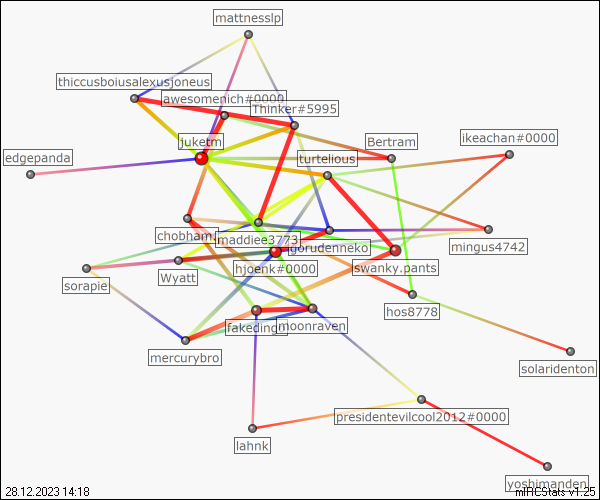 mattnesslp
thiccusboiusalexusjoneus
awesomenich#0000
Thinker#5995
juketm
Bertram
ikeachan#0000
edgepanda
turtelious
chobham
maddiee3773
gorudenneko
mingus4742
Wyatt
hjoenk#0000
swanky.pants
sorapie
hos8778
fakeding
moonraven
mercurybro
solaridenton
presidentevilcool2012#0000
lahnk
yoshimanden
28.12.2023 14:18
mIRCStats v1.25